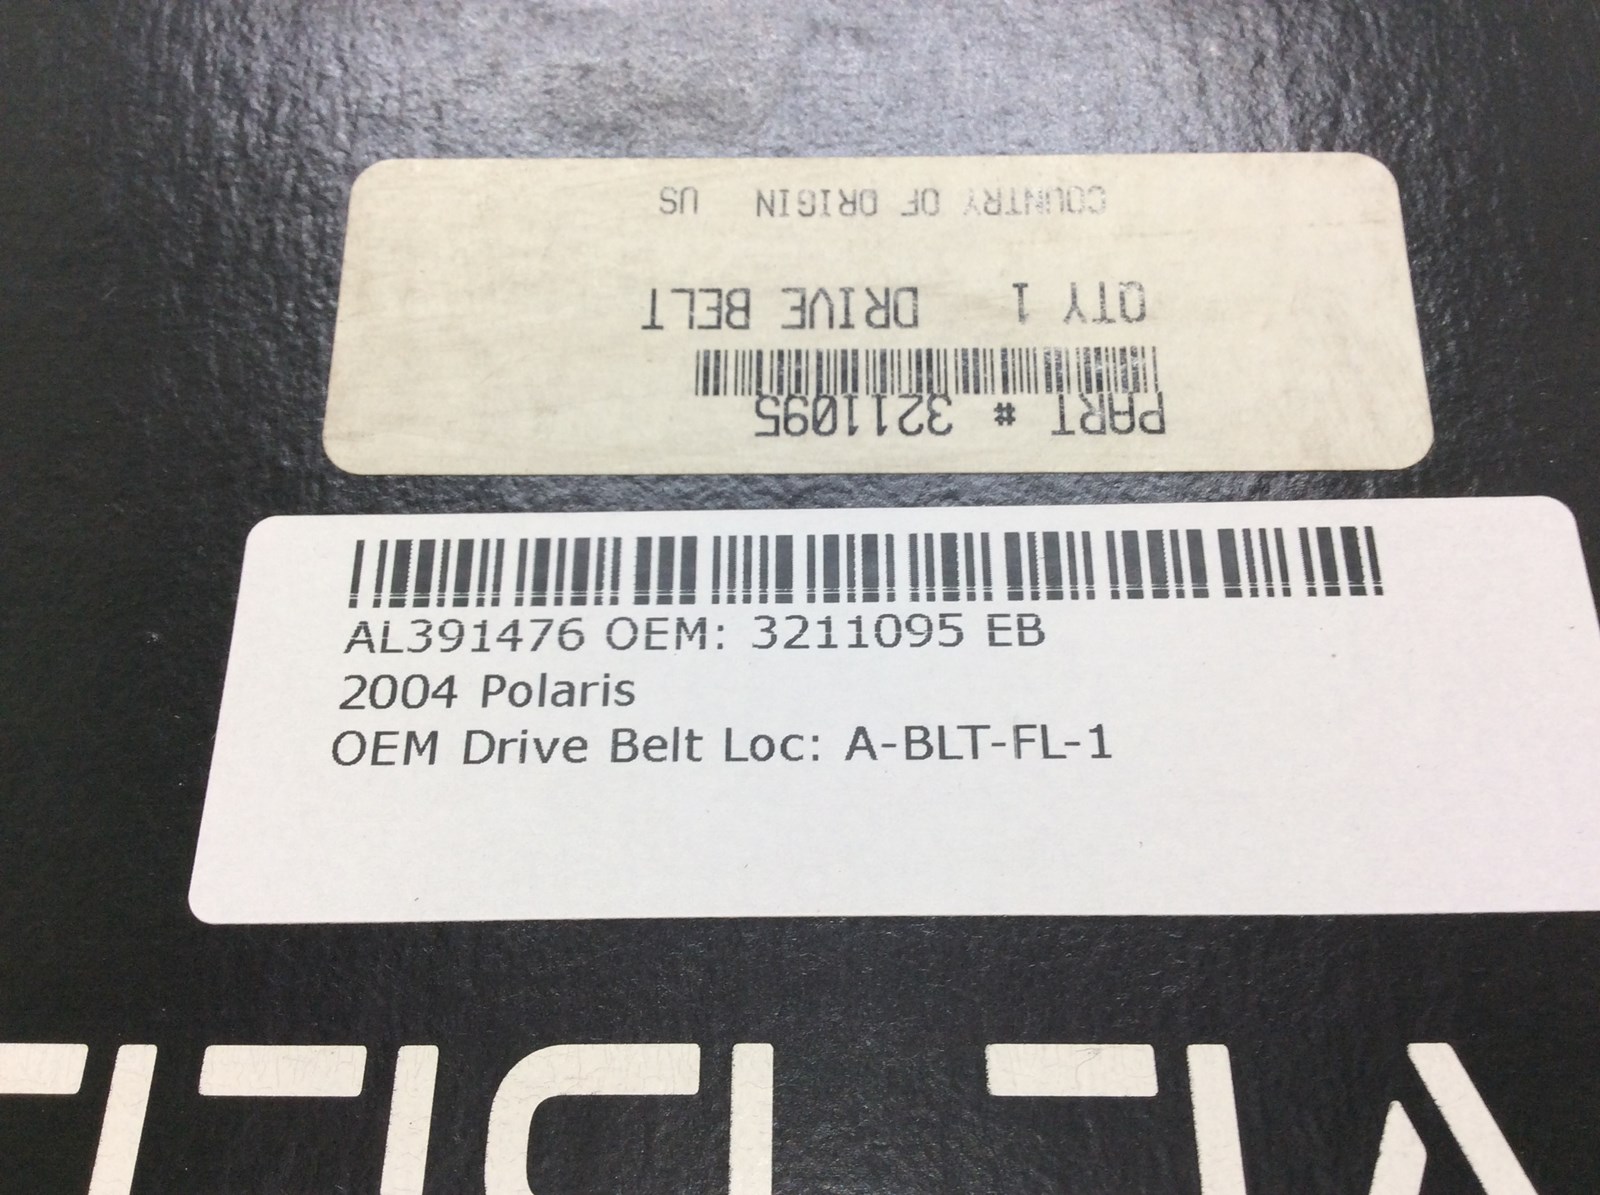 COUNTRY OF ORIGIN US
QTY 1 DRIVE BELT
PART # 3211095
AL391476 OEM: 3211095 EB
2004 Polaris
OEM Drive Belt Loc: A-BLT-FL-1